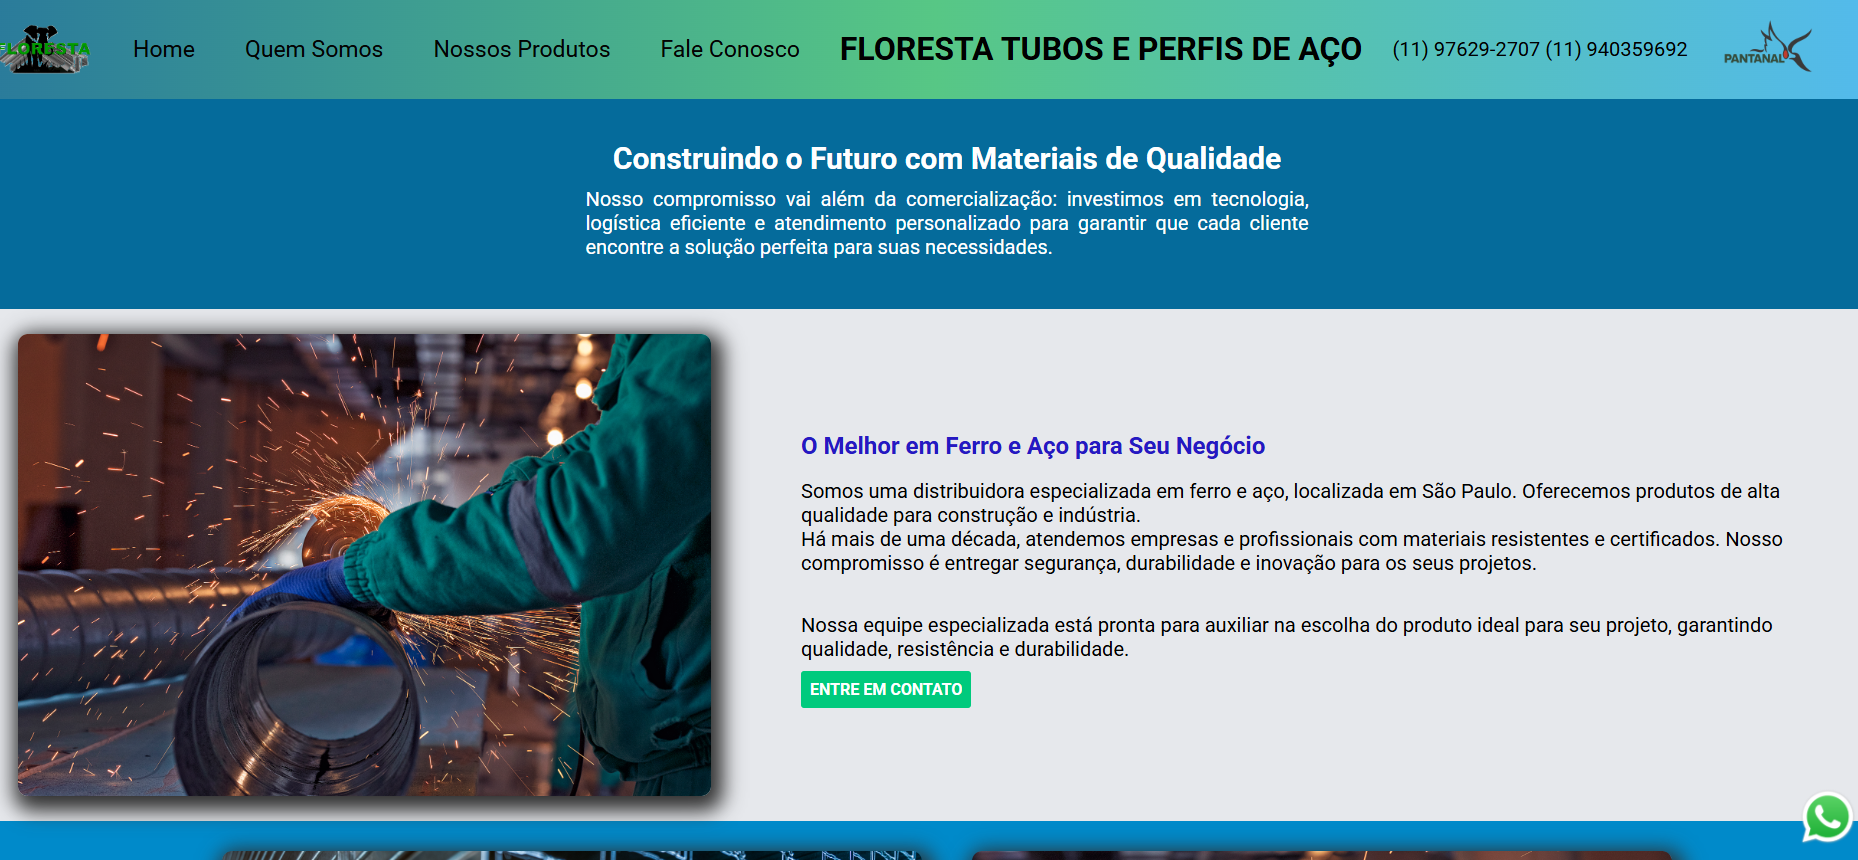 FLORESTA
Home
Quem Somos
Nossos Produtos
Fale Conosco
FLORESTA TUBOS E PERFIS DE AÇO
(11) 97629-2707 (11) 940359692
PANTANAL
Construindo o Futuro com Materiais de Qualidade
Nosso compromisso vai além da comercialização: investimos em tecnologia,
logística eficiente e atendimento personalizado para garantir que cada cliente
encontre a solução perfeita para suas necessidades.
O Melhor em Ferro e Aço para Seu Negócio
Somos uma distribuidora especializada em ferro e aço, localizada em São Paulo. Oferecemos produtos de alta
qualidade para construção e indústria.
Há mais de uma década, atendemos empresas e profissionais com materiais resistentes e certificados. Nosso
compromisso é entregar segurança, durabilidade e inovação para os seus projetos.
Nossa equipe especializada está pronta para auxiliar na escolha do produto ideal para seu projeto, garantindo
qualidade, resistência e durabilidade.
ENTRE EM CONTATO